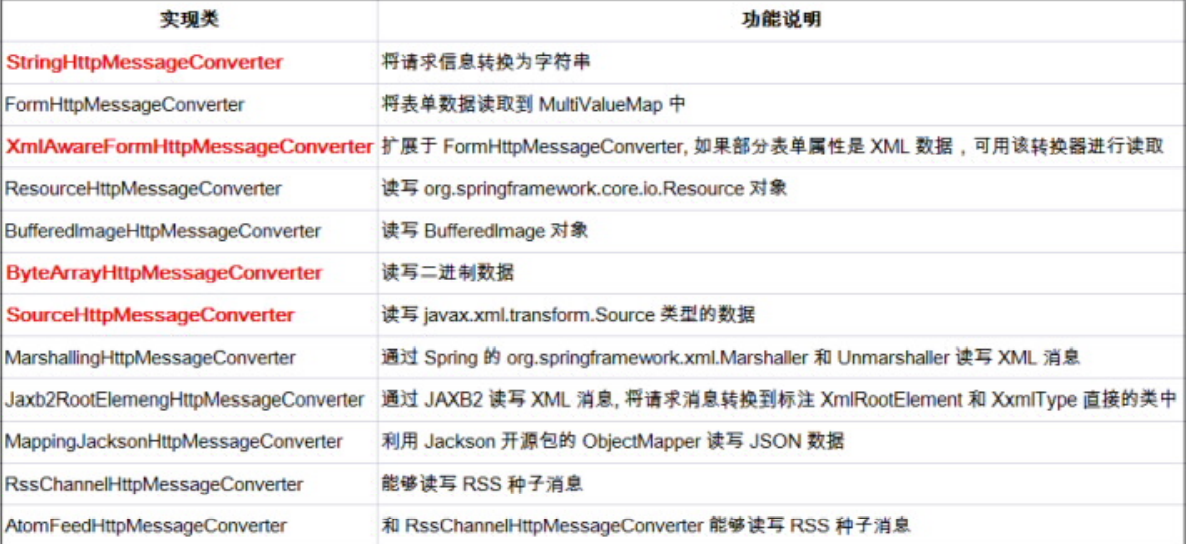 实现类 功能说明
StringHttpMessageConverter 将请求信息转换为字符串
FormHttpMessageConverter 将表单数据读取到 MultiValueMap 中
XmlAwareFormHttpMessageConverter 扩展于 FormHttpMessageConverter, 如果部分表单属性是 XML 数据，可用该转换器进行读取
ResourceHttpMessageConverter 读写 org.springframework.core.io.Resource 对象
BufferedImageHttpMessageConverter 读写 BufferedImage 对象
ByteArrayHttpMessageConverter 读写二进制数据
SourceHttpMessageConverter 读写 javax.xml.transform.Source 类型的数据
MarshallingHttpMessageConverter 通过 Spring 的 org.springframework.xml.Marshaller 和 Unmarshaller 读写 XML 消息
Jaxb2RootElemengHttpMessageConverter 通过 JAXB2 读写 XML 消息, 将请求消息转换到标注 XmlRootElement 和 XxmlType 直接的类中
MappingJacksonHttpMessageConverter 利用 Jackson 开源包的 ObjectMapper 读写 JSON 数据
RssChannelHttpMessageConverter 能够读写 RSS 种子消息
AtomFeedHttpMessageConverter 和 RssChannelHttpMessageConverter 能够读写 RSS 种子消息